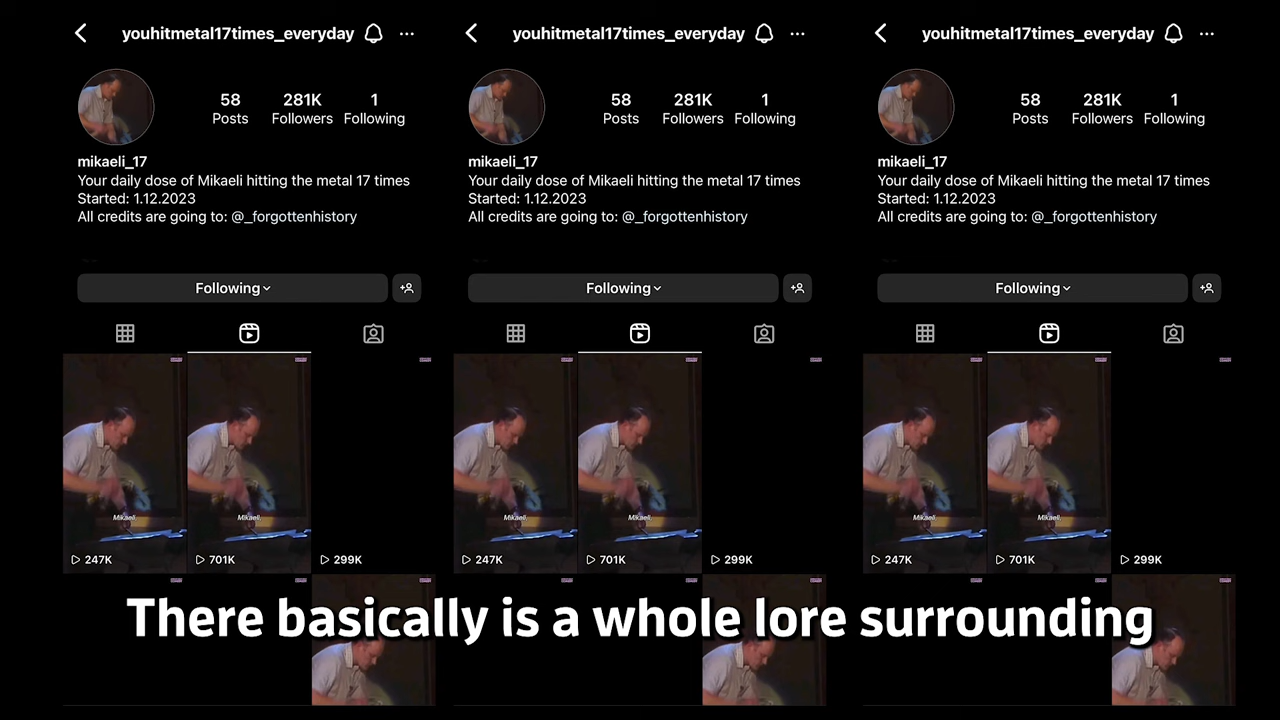 youhitmetal17times_everyday
58 281K 1
Posts Followers Following
mikaeli_17
Your daily dose of Mikaeli hitting the metal 17 times
Started: 1.12.2023
All credits are going to: @_forgottenhistory
Following
Mikaeli. Mikaeli.
247K 701K 299K
youhitmetal17times_everyday
58 281K 1
Posts Followers Following
mikaeli_17
Your daily dose of Mikaeli hitting the metal 17 times
Started: 1.12.2023
All credits are going to: @_forgottenhistory
Following
Mikaeli. Mikaeli.
247K 701K 299K
youhitmetal17times_everyday
58 281K 1
Posts Followers Following
mikaeli_17
Your daily dose of Mikaeli hitting the metal 17 times
Started: 1.12.2023
All credits are going to: @_forgottenhistory
Following
Mikaeli. Mikaeli.
247K 701K 299K
There basically is a whole lore surrounding